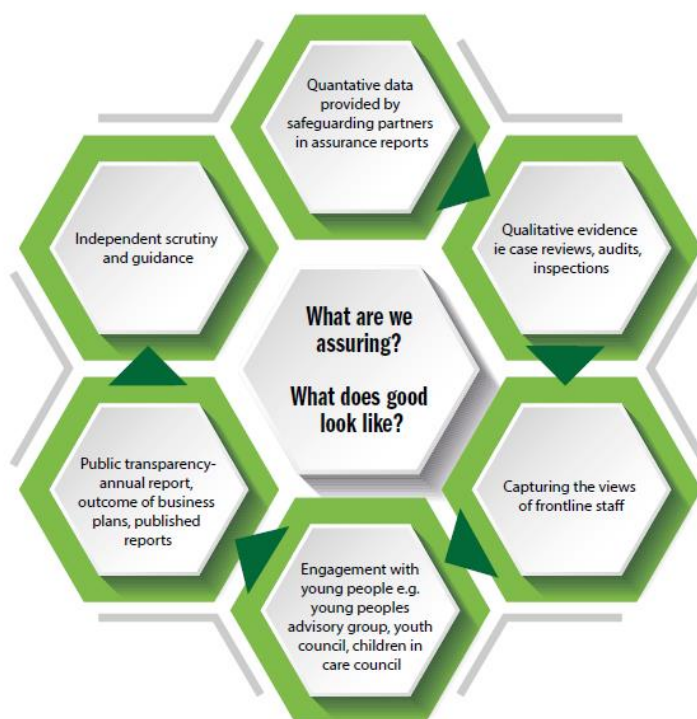 Quantative data
provided by
safeguarding partners
in assurance reports
Qualitative evidence
ie case reviews, audits,
inspections
Capturing the views
of frontline staff
Engagement with
young people e.g.
young peoples
advisory group, youth
council, children in
care council
Public transparency-
annual report,
outcome of business
plans, published
reports
Independent scrutiny
and guidance
What are we
assuring?
What does good
look like?